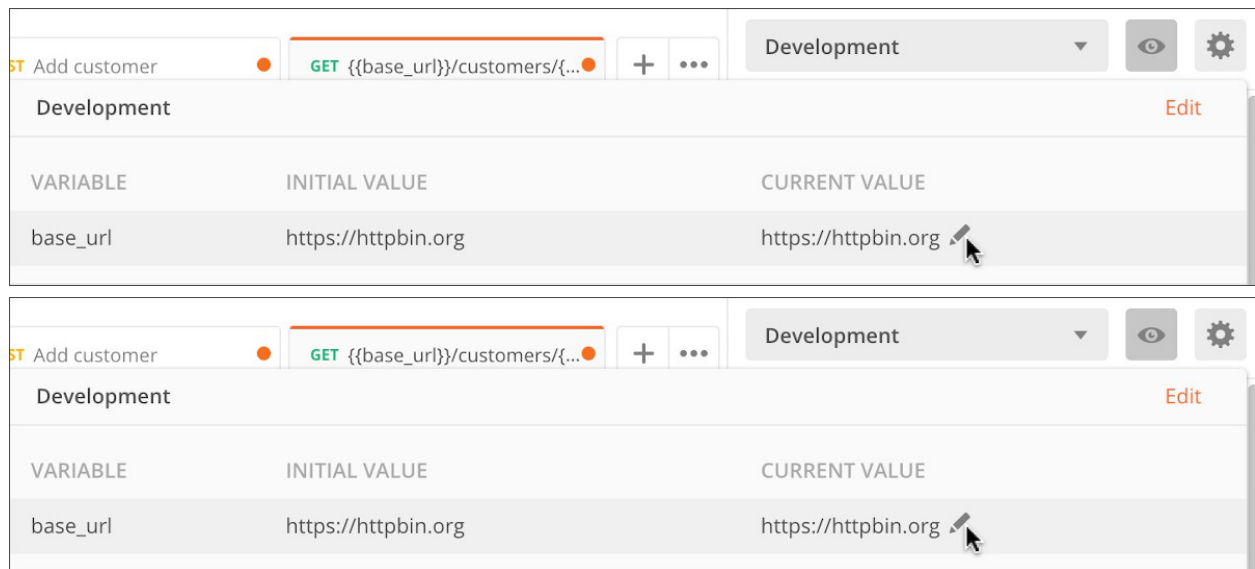 Development
ST Add customer GET {{base_url}}/customers/{...
Development Edit
VARIABLE INITIAL VALUE CURRENT VALUE
base_url https://httpbin.org https://httpbin.org
Development
ST Add customer GET {{base_url}}/customers/{...
Development Edit
VARIABLE INITIAL VALUE CURRENT VALUE
base_url https://httpbin.org https://httpbin.org